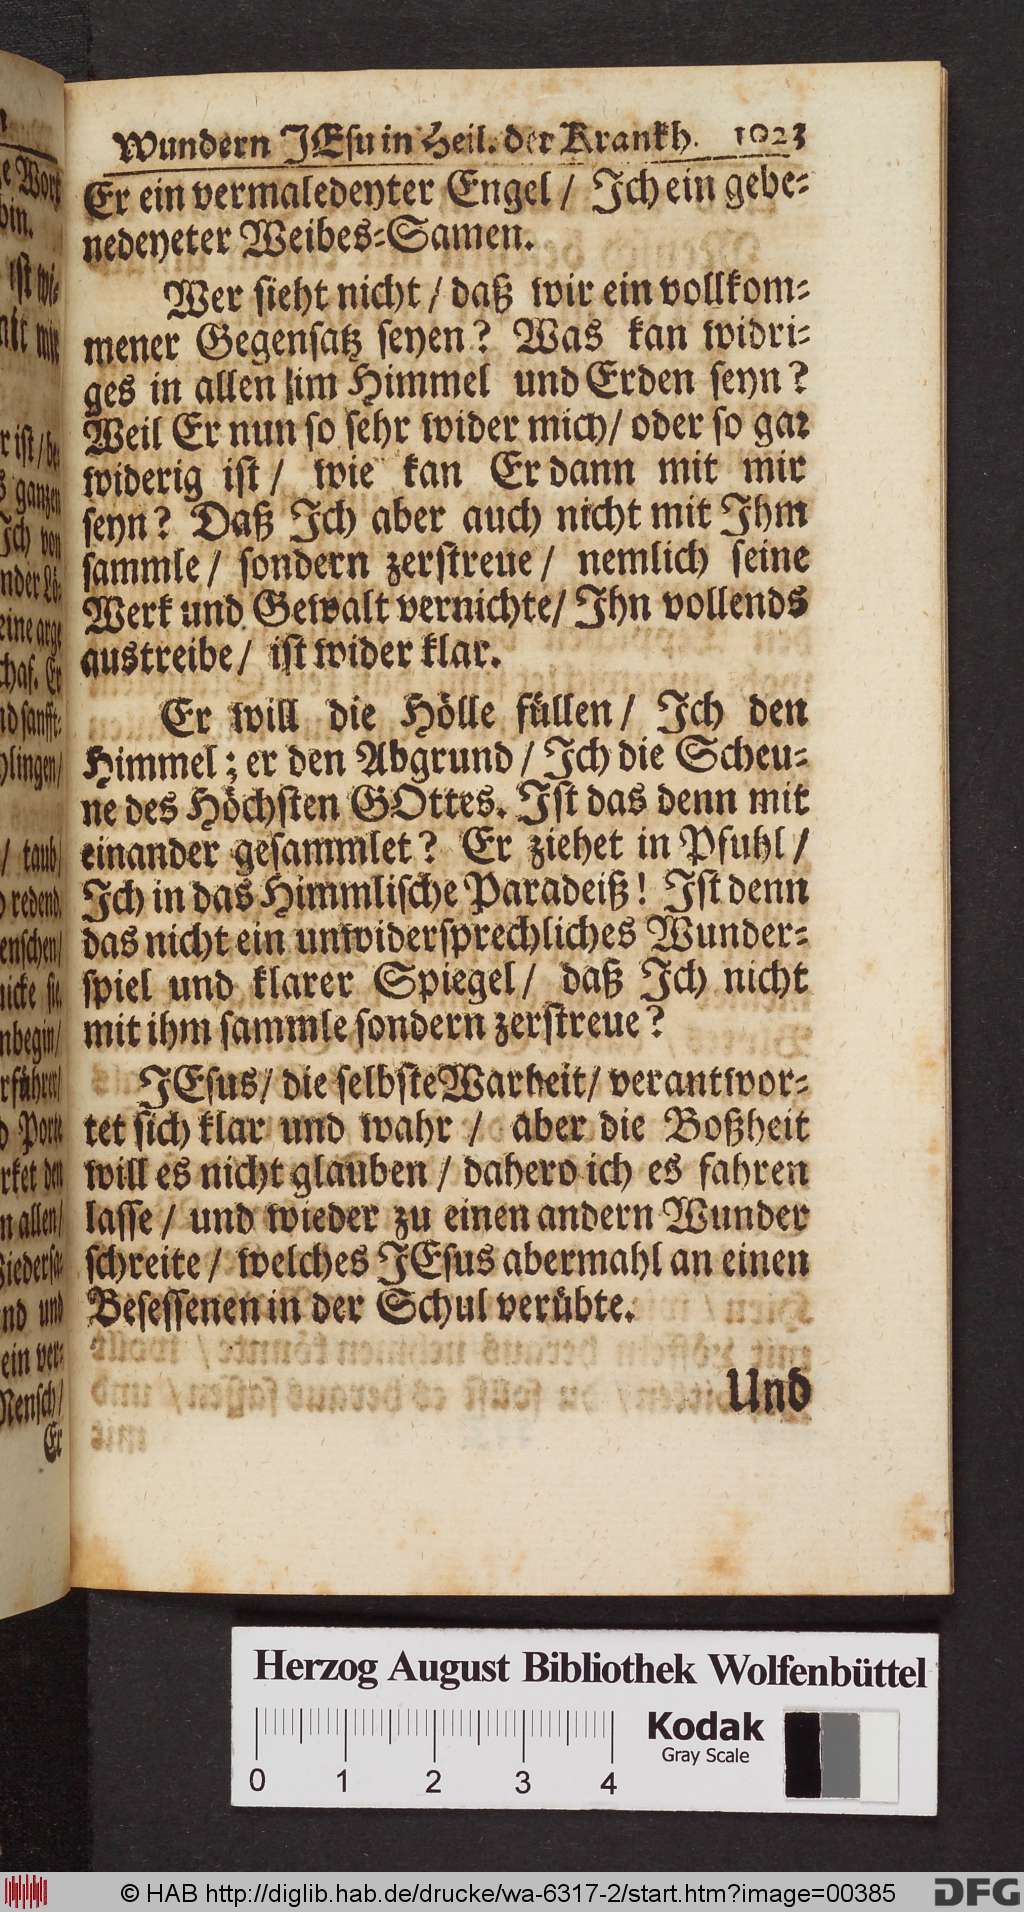 Wundern JEsu in Heil. der Krankh. 1023
Er ein vermaledeyter Engel / Ich ein gebe-
nedeyeter Weibes-Samen.
Wer sieht nicht / daß wir ein vollkom-
mener Gegensatz seyen? Was kan widri-
ges in allen im Himmel und Erden seyn?
Weil Er nun so sehr wider mich / oder so gar
widerig ist / wie kan Er dann mit mir
seyn? Daß Ich aber auch nicht mit Ihm
sammle / sondern zerstreue / nemlich seine
Werk und Gewalt vernichte / Ihn vollends
austreibe / ist wider klar.
Er will die Hölle füllen / Ich den
Himmel; er den Abgrund / Ich die Scheu-
ne des Höchsten GOttes. Ist das denn mit
einander gesammlet? Er ziehet in Pfuhl /
Ich in das Himmlische Paradeiß! Ist denn
das nicht ein unwidersprechliches Wunder-
spiel und klarer Spiegel / daß Ich nicht
mit ihm sammle sondern zerstreue?
JEsus / die selbste Warheit / verantwor-
tet sich klar und wahr / aber die Boßheit
will es nicht glauben / dahero ich es fahren
lasse / und wieder zu einen andern Wunder
schreite / welches JEsus abermahl an einen
Besessenen in der Schul verübte.
Und
Herzog August Bibliothek Wolfenbüttel
Kodak
Gray Scale
0 1 2 3 4
© HAB http://diglib.hab.de/drucke/wa-6317-2/start.htm?image=00385
DFG